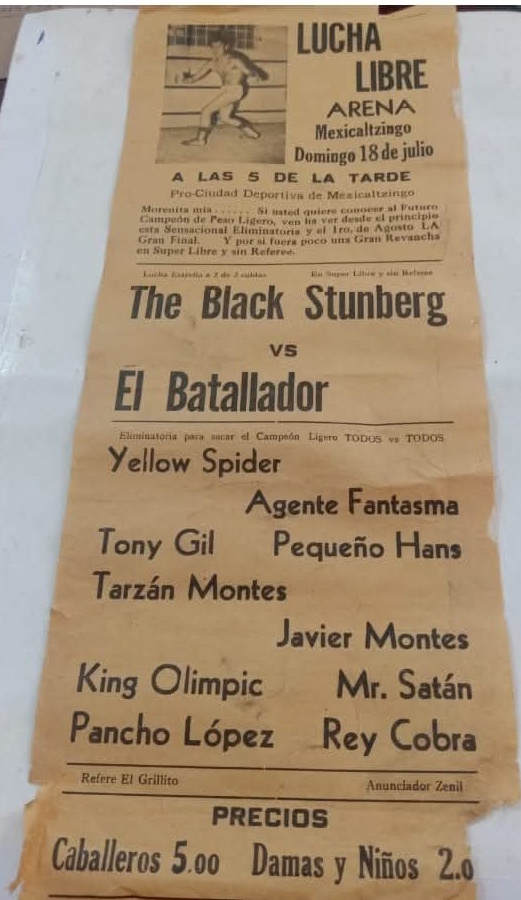 LUCHA
LIBRE
ARENA
Mexicaltzingo
Domingo 18 de julio
A LAS 5 DE LA TARDE
Pro-Ciudad Deportiva de Mexicaltzingo
Morenita mia...... Si usted quiere conocer al Futuro
Campeón de Peso Ligero, ven ha ver desde el principio
esta Sensacional Eliminatoria y el 1ro, de Agosto LA
Gran Final. Y por si fuera poco una Gran Revancha
en Super Libre y sin Referee.
Lucha Estrella a 2 de 3 caidas En Super Libre y sin Referee
The Black Stunberg
VS
El Batallador
Eliminatoria para sacar el Campeón Ligero TODOS vs TODOS
Yellow Spider
Agente Fantasma
Tony Gil Pequeño Hans
Tarzán Montes
Javier Montes
King Olimpic Mr. Satán
Pancho López Rey Cobra
Refere El Grillito Anunciador Zenil
PRECIOS
Caballeros 5.00 Damas y Niños 2.0